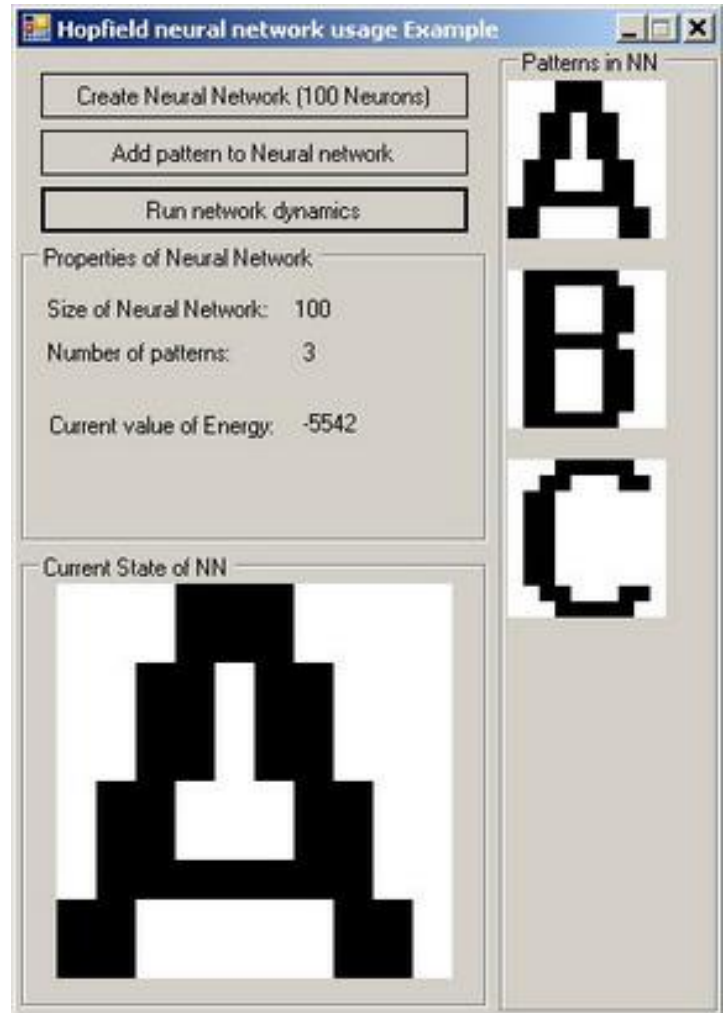 Hopfield neural network usage Example
Create Neural Network (100 Neurons)
Add pattern to Neural network
Run network dynamics
Properties of Neural Network
Size of Neural Network: 100
Number of patterns: 3
Current value of Energy: -5542
Current State of NN
A
Patterns in NN
A
B
C